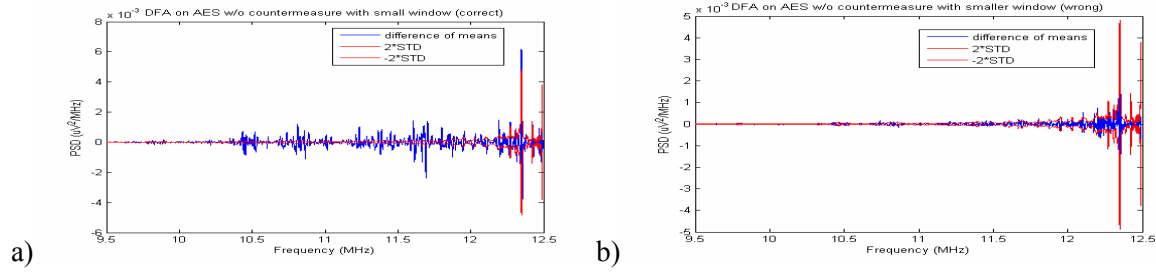 × 10⁻³ DFA on AES w/o countermeasure with small window (correct)
8
6
4
2
0
-2
-4
-6
PSD (uv²/MHz)
difference of means
2*STD
-2*STD
9.5 10 10.5 11 11.5 12 12.5
Frequency (MHz)
a)
× 10⁻³ DFA on AES w/o countermeasure with smaller window (wrong)
5
4
3
2
1
0
-1
-2
-3
-4
-5
PSD (uv²/MHz)
difference of means
2*STD
-2*STD
9.5 10 10.5 11 11.5 12 12.5
Frequency (MHz)
b)